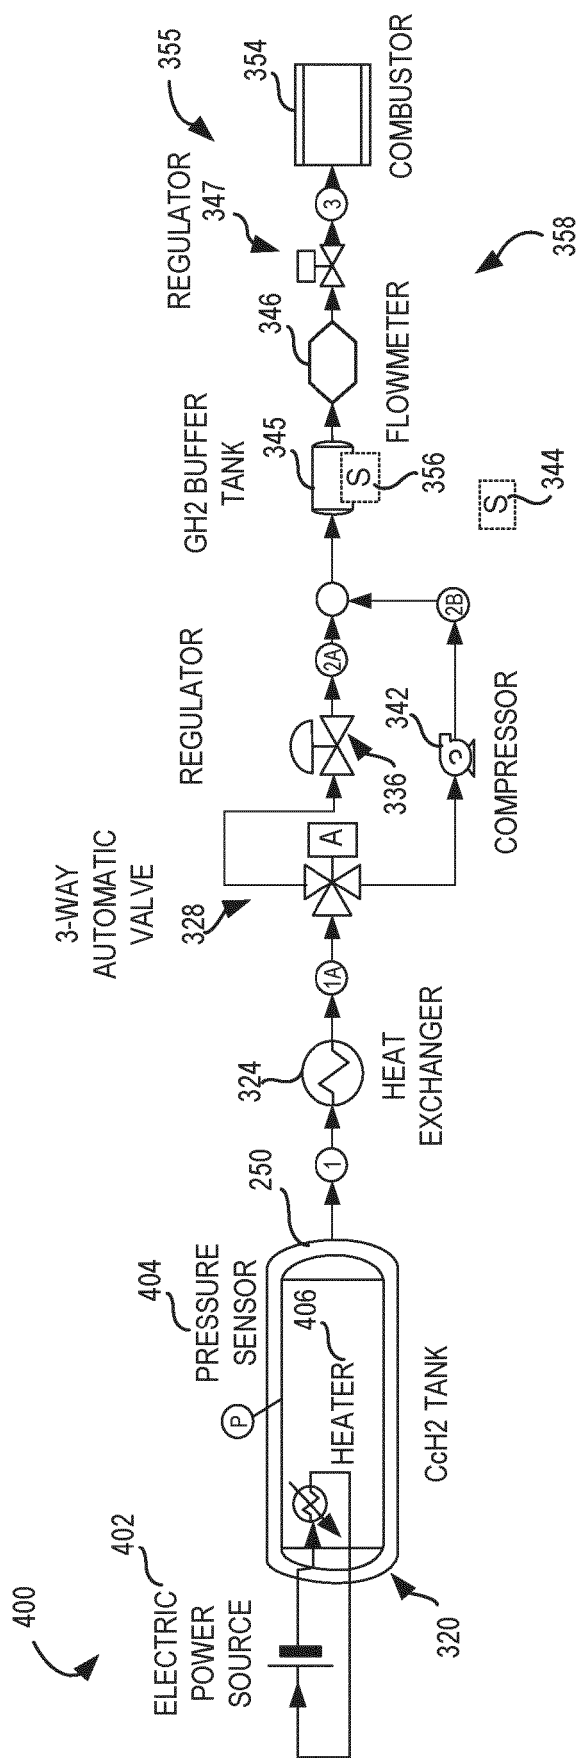 400
ELECTRIC
POWER
SOURCE
402
320
P
404
PRESSURE
SENSOR
HEATER
406
CcH2 TANK
250
1
324
HEAT
EXCHANGER
1A
3-WAY
AUTOMATIC
VALVE
328
A
REGULATOR
336
2A
342
COMPRESSOR
2B
GH2 BUFFER
TANK
345
S
356
S
344
346
FLOWMETER
REGULATOR
347
3
355
354
COMBUSTOR
358